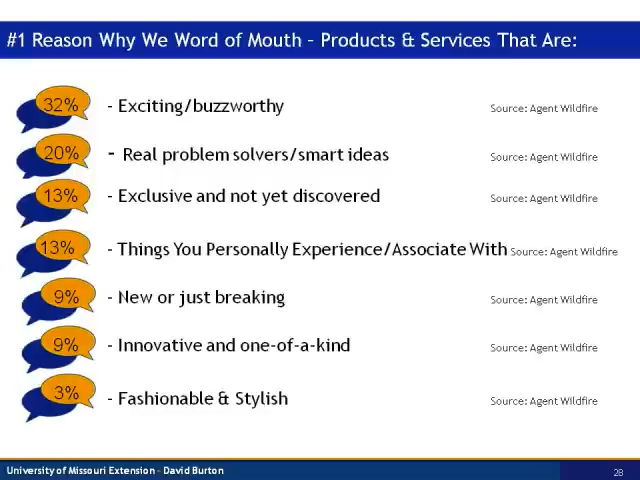 #1 Reason Why We Word of Mouth – Products & Services That Are:
32% - Exciting/buzzworthy Source: Agent Wildfire
20% - Real problem solvers/smart ideas Source: Agent Wildfire
13% - Exclusive and not yet discovered Source: Agent Wildfire
13% - Things You Personally Experience/Associate With Source: Agent Wildfire
9% - New or just breaking Source: Agent Wildfire
9% - Innovative and one-of-a-kind Source: Agent Wildfire
3% - Fashionable & Stylish Source: Agent Wildfire
University of Missouri Extension - David Burton 28